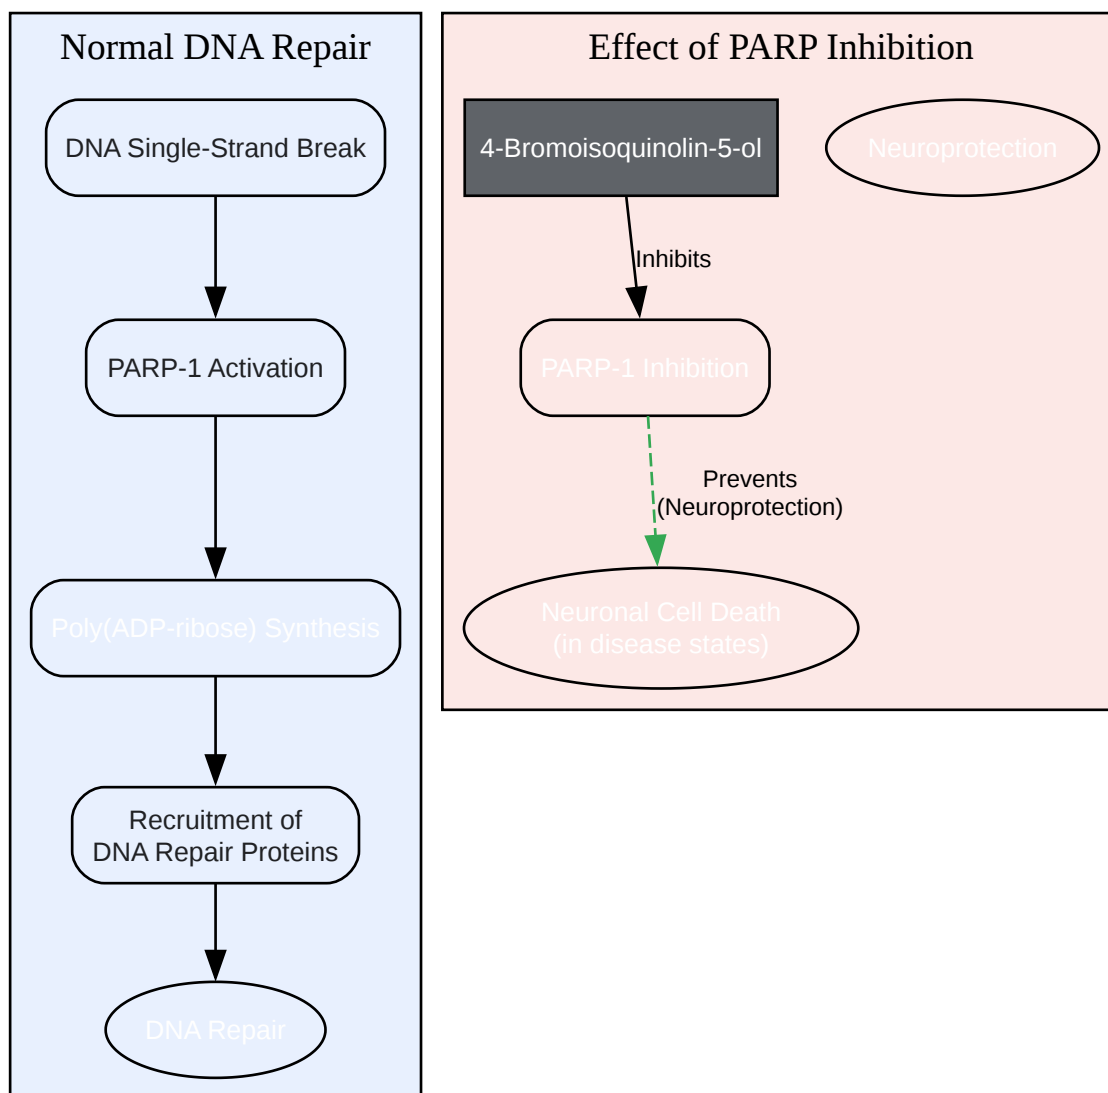 Normal DNA Repair
DNA Single-Strand Break
PARP-1 Activation
Poly(ADP-ribose) Synthesis
Recruitment of
DNA Repair Proteins
DNA Repair
Effect of PARP Inhibition
4-Bromoisoquinolin-5-ol
Neuroprotection
Inhibits
PARP-1 Inhibition
Prevents
(Neuroprotection)
Neuronal Cell Death
(in disease states)